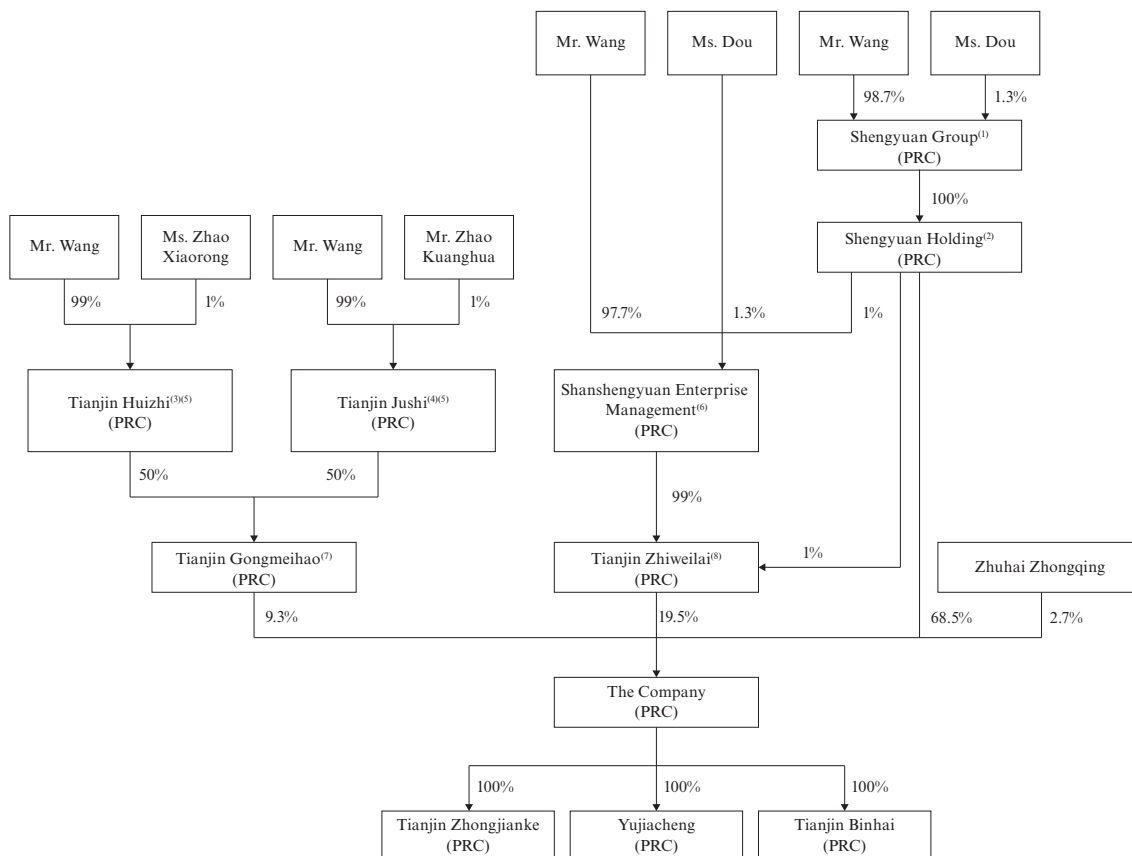 Mr. Wang
Ms. Dou
Mr. Wang
Ms. Dou
98.7%
1.3%
Shengyuan Group(1)
(PRC)
100%
Mr. Wang
Ms. Zhao
Xiaorong
Mr. Wang
Mr. Zhao
Kuanghua
Shengyuan Holding(2)
(PRC)
99%
1%
99%
1%
97.7%
1.3%
1%
Tianjin Huizhi(3)(5)
(PRC)
Tianjin Jushi(4)(5)
(PRC)
Shanshengyuan Enterprise
Management(6)
(PRC)
50%
50%
99%
Tianjin Gongmeihao(7)
(PRC)
Tianjin Zhiweilai(8)
(PRC)
1%
Zhuhai Zhongqing
9.3%
19.5%
68.5%
2.7%
The Company
(PRC)
100%
100%
100%
Tianjin Zhongjianke
(PRC)
Yujiacheng
(PRC)
Tianjin Binhai
(PRC)